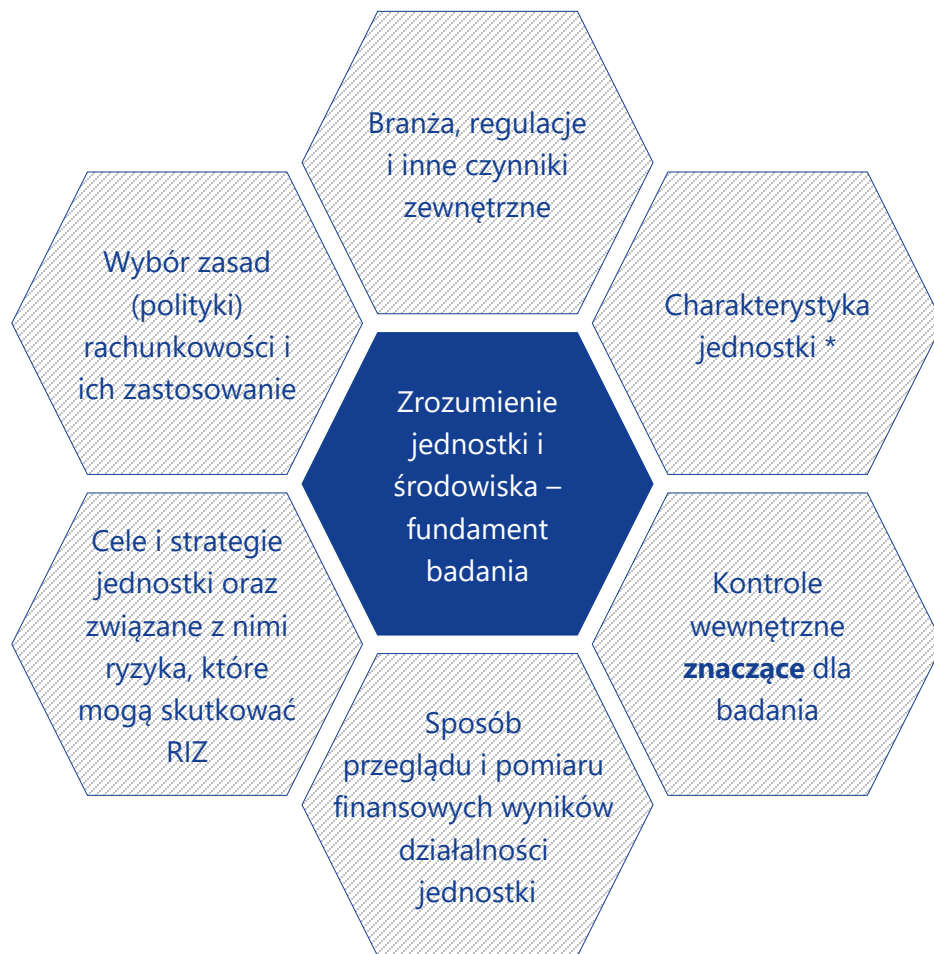 Branża, regulacje
i inne czynniki
zewnętrzne
Wybór zasad
(polityki)
rachunkowości i
ich zastosowanie
Charakterystyka
jednostki *
Zrozumienie
jednostki i
środowiska –
fundament
badania
Cele i strategie
jednostki oraz
związane z nimi
ryzyka, które
mogą skutkować
RIZ
Kontrole
wewnętrzne
znaczące dla
badania
Sposób
przeglądu i pomiaru
finansowych wyników
działalności
jednostki